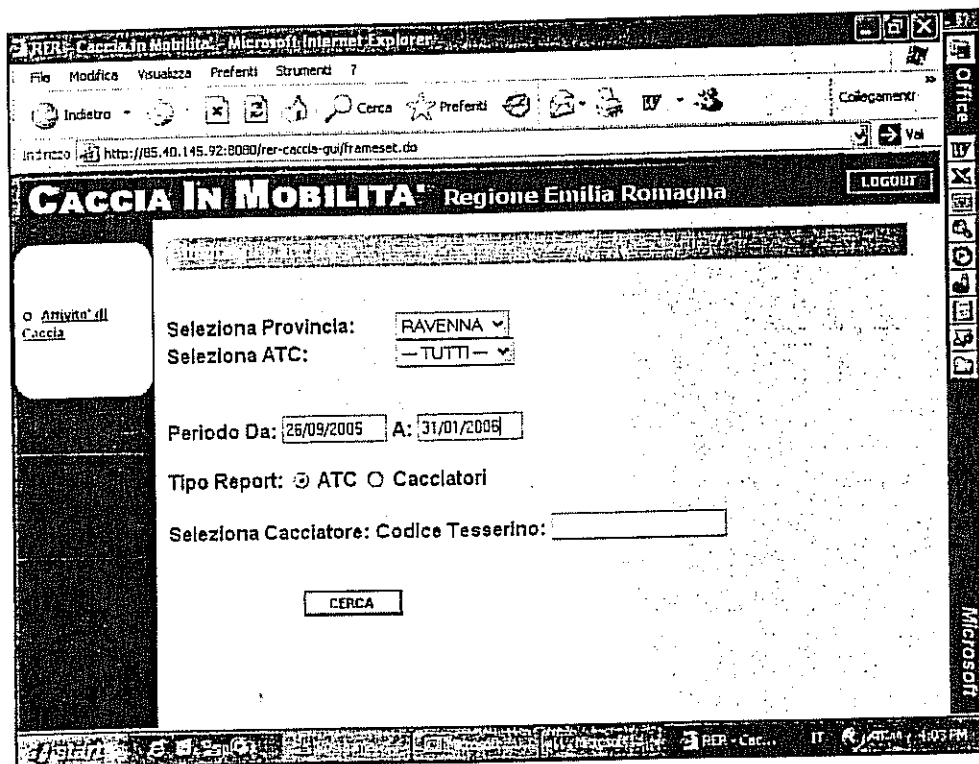 RER - Caccia in Mobilita' - Microsoft Internet Explorer
File Modifica Visualizza Preferiti Strumenti ?
Indietro Cerca Preferiti Collegamenti
Indirizzo http://85.40.145.92:8080/rer-caccia-gui/frameset.do Vai
CACCIA IN MOBILITA' Regione Emilia Romagna LOGOUT
Attivita' di
Caccia
Seleziona Provincia: RAVENNA
Seleziona ATC: -- TUTTI --
Periodo Da: 26/09/2005 A: 31/01/2006
Tipo Report: ATC Cacciatori
Seleziona Cacciatore: Codice Tesserino:
CERCA
Office
Microsoft
start RER - Cac... IT 4:03 PM